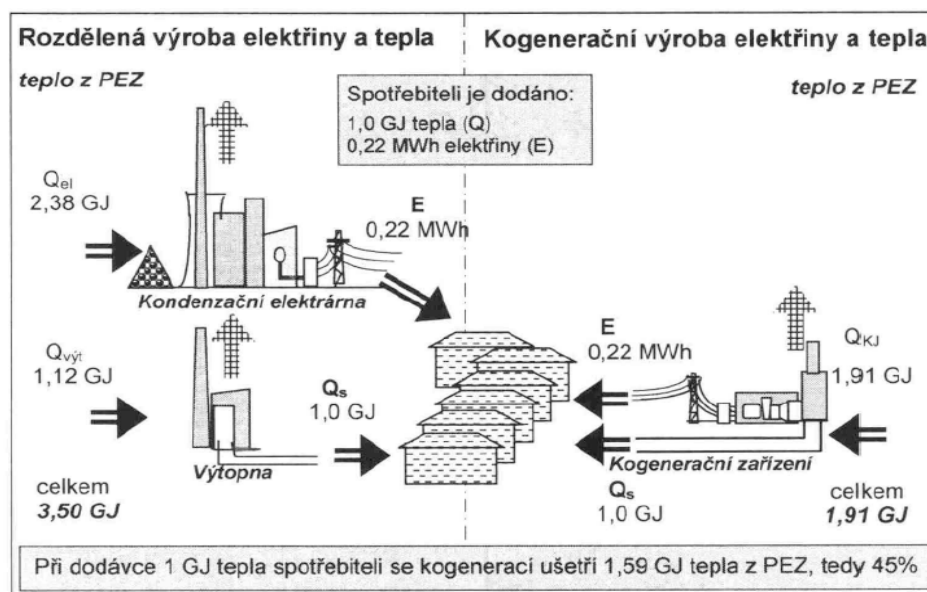 Rozdělená výroba elektřiny a tepla
Kogenerační výroba elektřiny a tepla
teplo z PEZ
teplo z PEZ
Spotřebiteli je dodáno:
1,0 GJ tepla (Q)
0,22 MWh elektřiny (E)
Qel
2,38 GJ
E
0,22 MWh
Kondenzační elektrárna
Qvýt
1,12 GJ
Qs
1,0 GJ
Výtopna
celkem
3,50 GJ
E
0,22 MWh
QKJ
1,91 GJ
Kogenerační zařízení
Qs
1,0 GJ
celkem
1,91 GJ
Při dodávce 1 GJ tepla spotřebiteli se kogenerací ušetří 1,59 GJ tepla z PEZ, tedy 45%